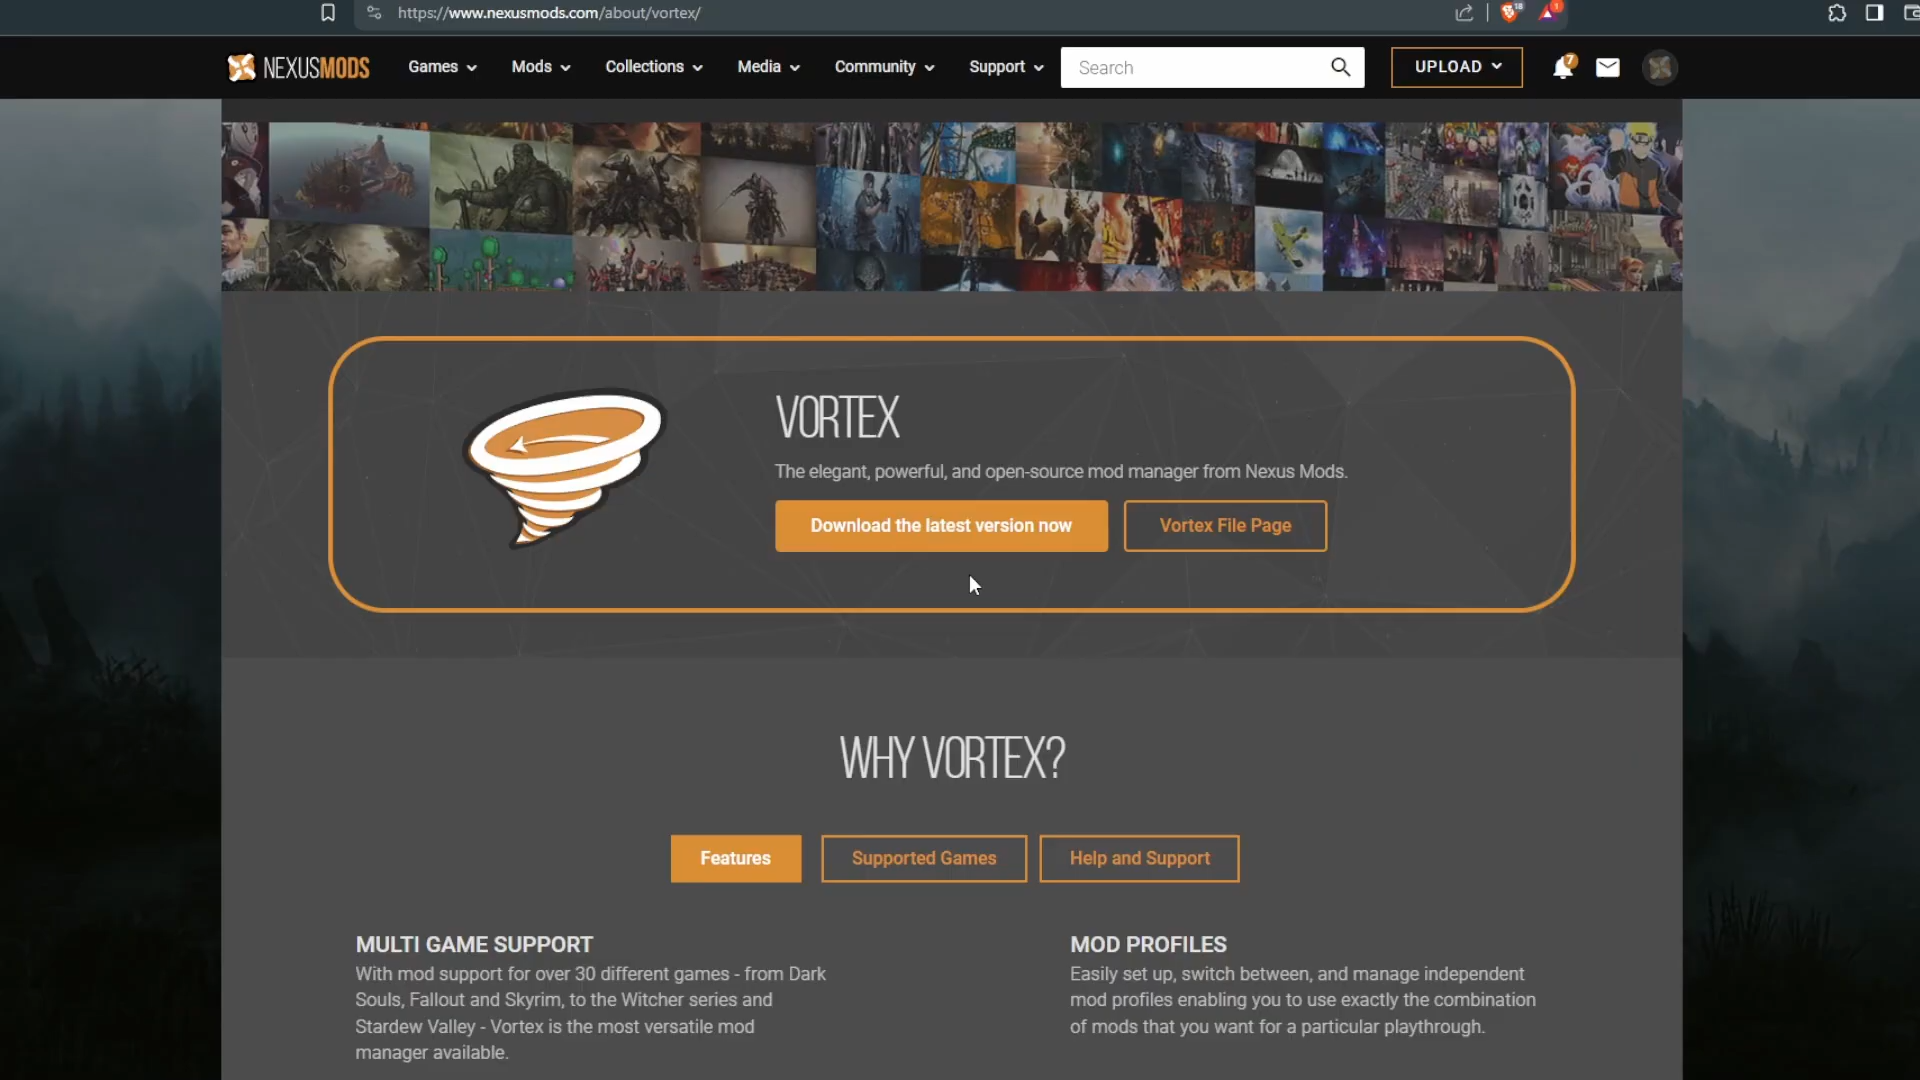 https://www.nexusmods.com/about/vortex/
18
1
NEXUSMODS
Games
Mods
Collections
Media
Community
Support
Search
UPLOAD
7
VORTEX
The elegant, powerful, and open-source mod manager from Nexus Mods.
Download the latest version now
Vortex File Page
WHY VORTEX?
Features
Supported Games
Help and Support
MULTI GAME SUPPORT
With mod support for over 30 different games - from Dark
Souls, Fallout and Skyrim, to the Witcher series and
Stardew Valley - Vortex is the most versatile mod
manager available.
MOD PROFILES
Easily set up, switch between, and manage independent
mod profiles enabling you to use exactly the combination
of mods that you want for a particular playthrough.